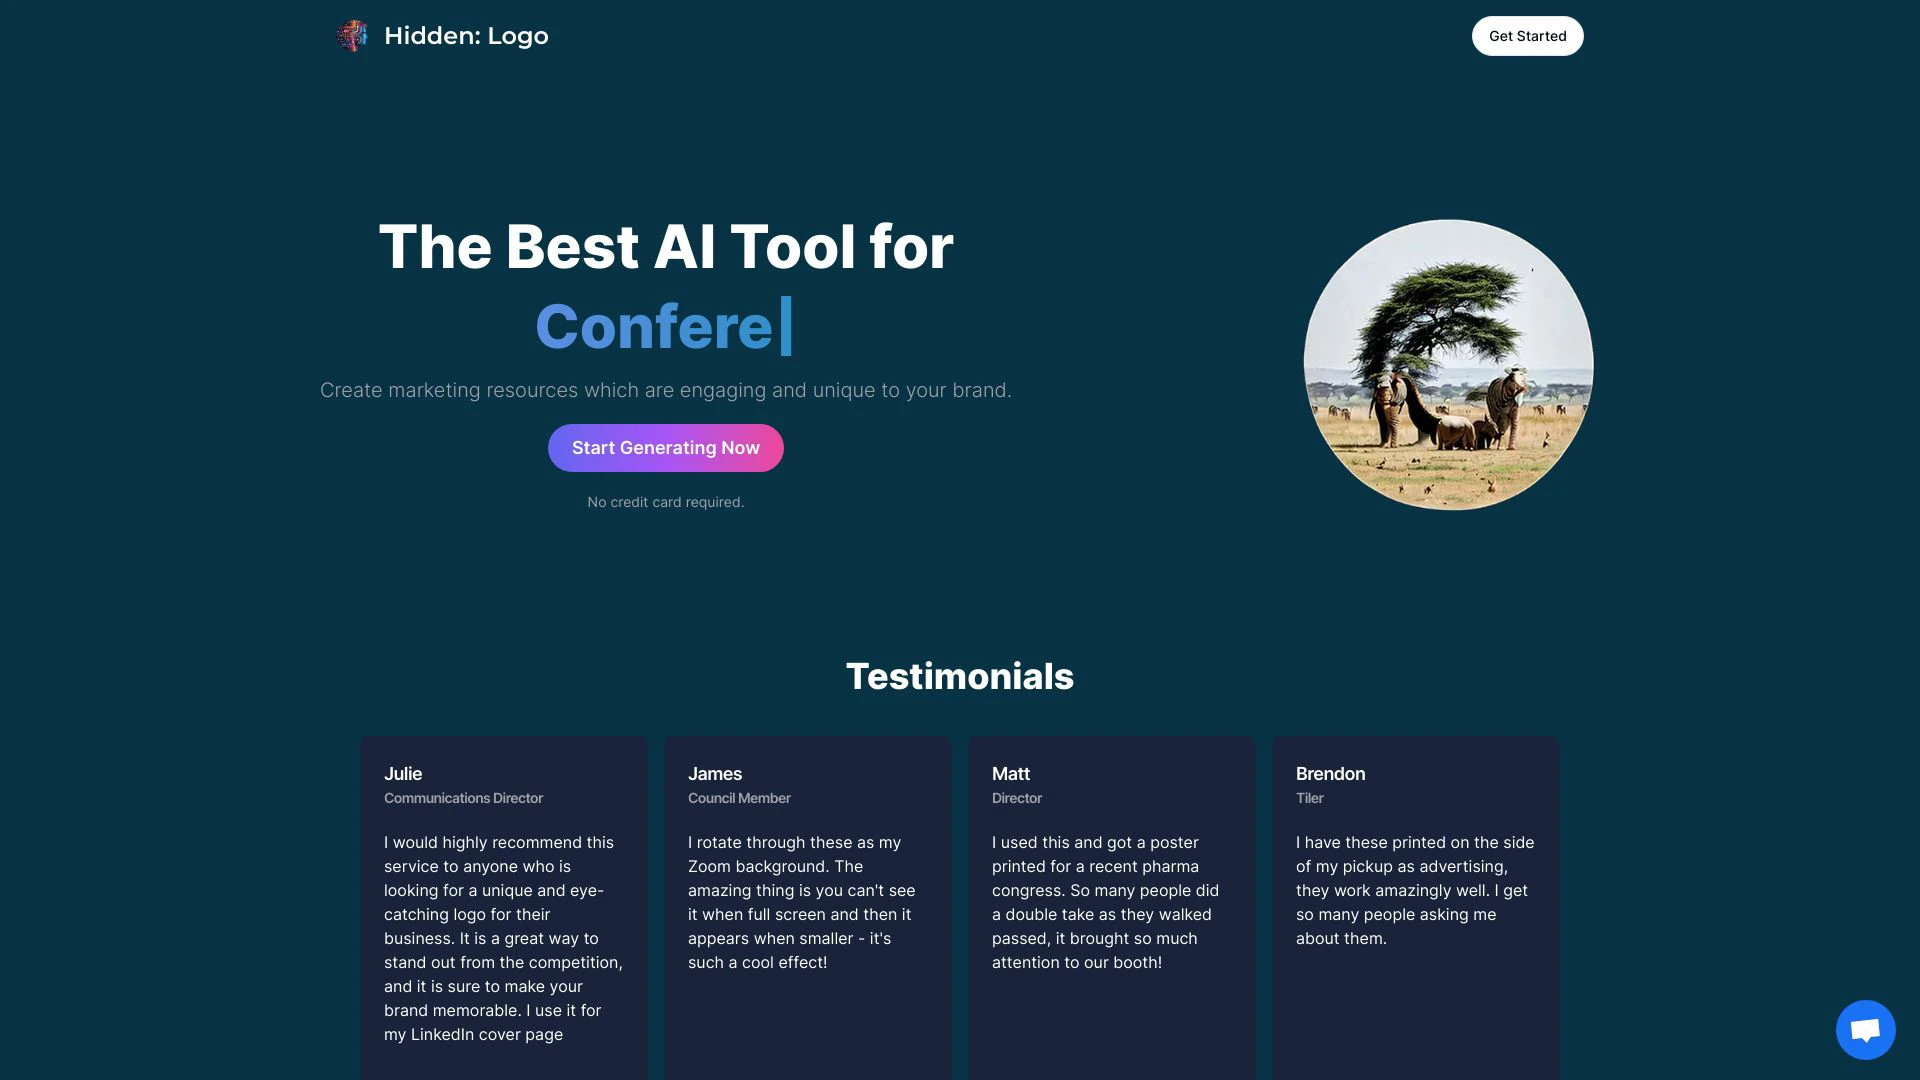 Hidden: Logo
Get Started
The Best AI Tool for
Confere|
Create marketing resources which are engaging and unique to your brand.
Start Generating Now
No credit card required.
Testimonials
Julie
Communications Director
I would highly recommend this
service to anyone who is
looking for a unique and eye-
catching logo for their
business. It is a great way to
stand out from the competition,
and it is sure to make your
brand memorable. I use it for
my LinkedIn cover page
James
Council Member
I rotate through these as my
Zoom background. The
amazing thing is you can't see
it when full screen and then it
appears when smaller - it's
such a cool effect!
Matt
Director
I used this and got a poster
printed for a recent pharma
congress. So many people did
a double take as they walked
passed, it brought so much
attention to our booth!
Brendon
Tiler
I have these printed on the side
of my pickup as advertising,
they work amazingly well. I get
so many people asking me
about them.